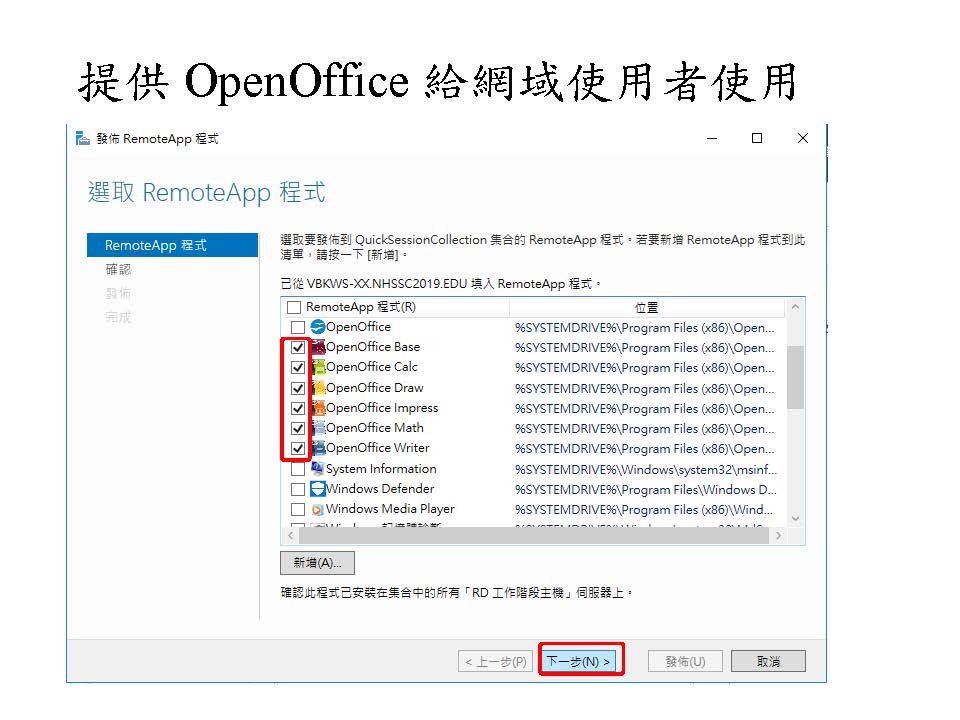 提供 OpenOffice 給網域使用者使用
發佈 RemoteApp 程式
選取 RemoteApp 程式
RemoteApp 程式
確認
發佈
完成
選取要發佈到 QuickSessionCollection 集合的 RemoteApp 程式。若要新增 RemoteApp 程式到此
清單，請按一下 [新增]。
已從 VBKWS-XX.NHSSC2019.EDU 填入 RemoteApp 程式。
RemoteApp 程式(R) 位置
OpenOffice %SYSTEMDRIVE%\Program Files (x86)\Open...
OpenOffice Base %SYSTEMDRIVE%\Program Files (x86)\Open...
OpenOffice Calc %SYSTEMDRIVE%\Program Files (x86)\Open...
OpenOffice Draw %SYSTEMDRIVE%\Program Files (x86)\Open...
OpenOffice Impress %SYSTEMDRIVE%\Program Files (x86)\Open...
OpenOffice Math %SYSTEMDRIVE%\Program Files (x86)\Open...
OpenOffice Writer %SYSTEMDRIVE%\Program Files (x86)\Open...
System Information %SYSTEMDRIVE%\Windows\system32\msinf...
Windows Defender %SYSTEMDRIVE%\Program Files\Windows D...
Windows Media Player %SYSTEMDRIVE%\Program Files (x86)\Wind...
新增(A)...
確認此程式已安裝在集合中的所有「RD 工作階段主機」伺服器上。
< 上一步(P) 下一步(N) > 發佈(U) 取消